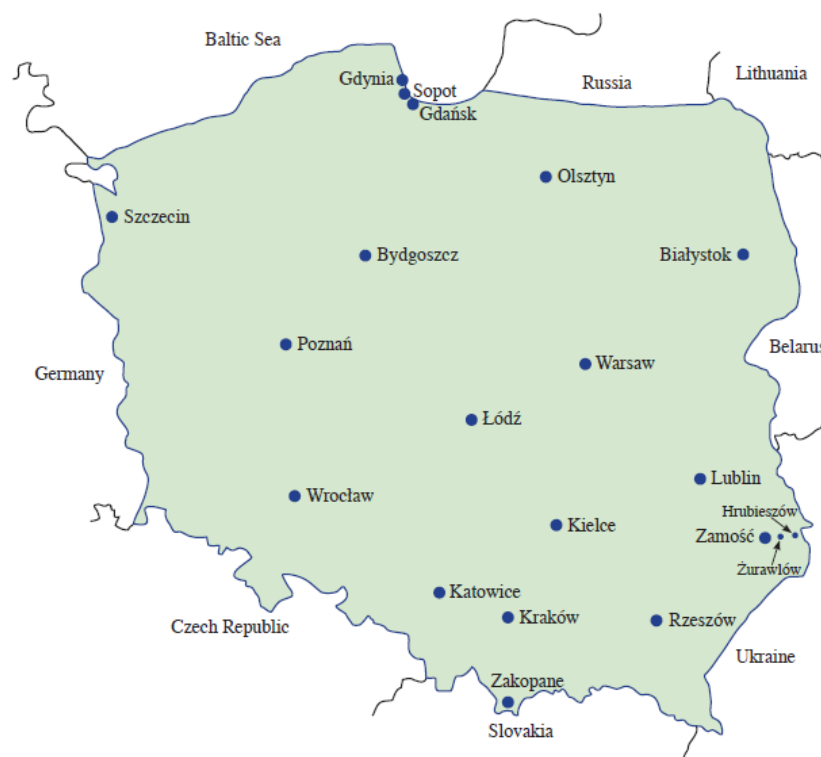 Baltic Sea
Gdynia
Sopot
Gdańsk
Russia
Lithuania
Olsztyn
Szczecin
Bydgoszcz
Białystok
Poznań
Warsaw
Belarus
Germany
Łódź
Lublin
Wrocław
Hrubieszów
Kielce
Zamość
Żurawlów
Katowice
Kraków
Rzeszów
Czech Republic
Ukraine
Zakopane
Slovakia